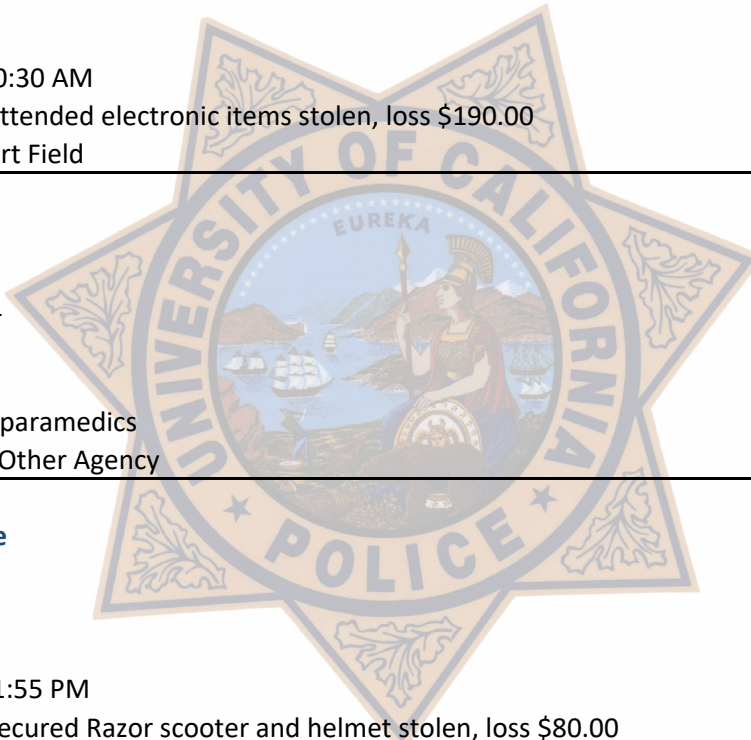 0:30 AM
ttended electronic items stolen, loss $190.00
rt Field
UNIVERSITY OF CALIFORNIA
EUREKA
paramedics
Other Agency
e
POLICE
1:55 PM
ecured Razor scooter and helmet stolen, loss $80.00